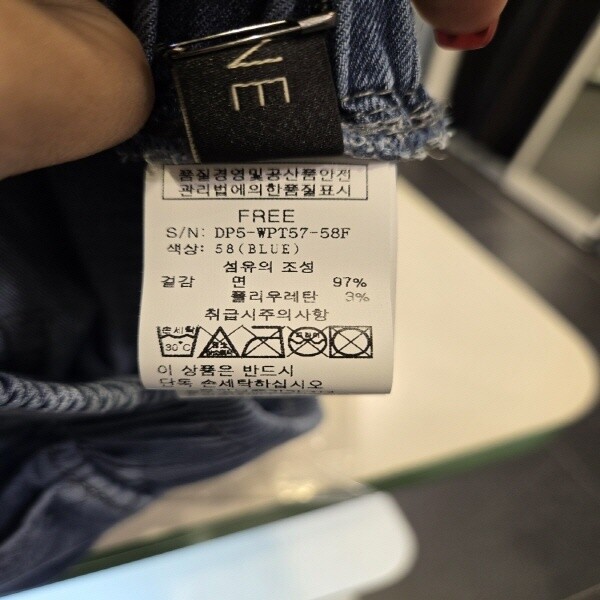 NE
품질경영및공산품안전
관리법에의한품질표시
FREE
S/N: DP5-WPT57-58F
색상: 58(BLUE)
섬유의 조성
겉감 면 97%
폴리우레탄 3%
취급시주의사항
손세탁
30°C
이 상품은 반드시
단독 손세탁하십시오